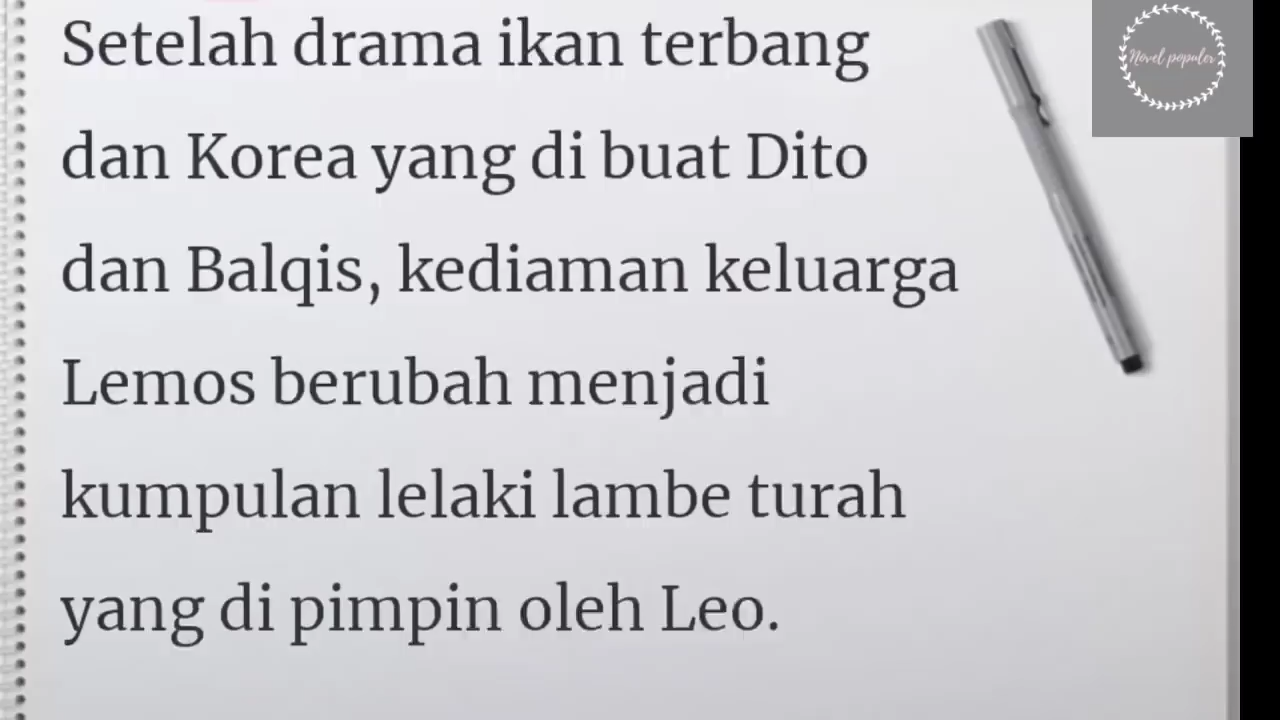 Setelah drama ikan terbang
dan Korea yang di buat Dito
dan Balqis, kediaman keluarga
Lemos berubah menjadi
kumpulan lelaki lambe turah
yang di pimpin oleh Leo.
Novel populer